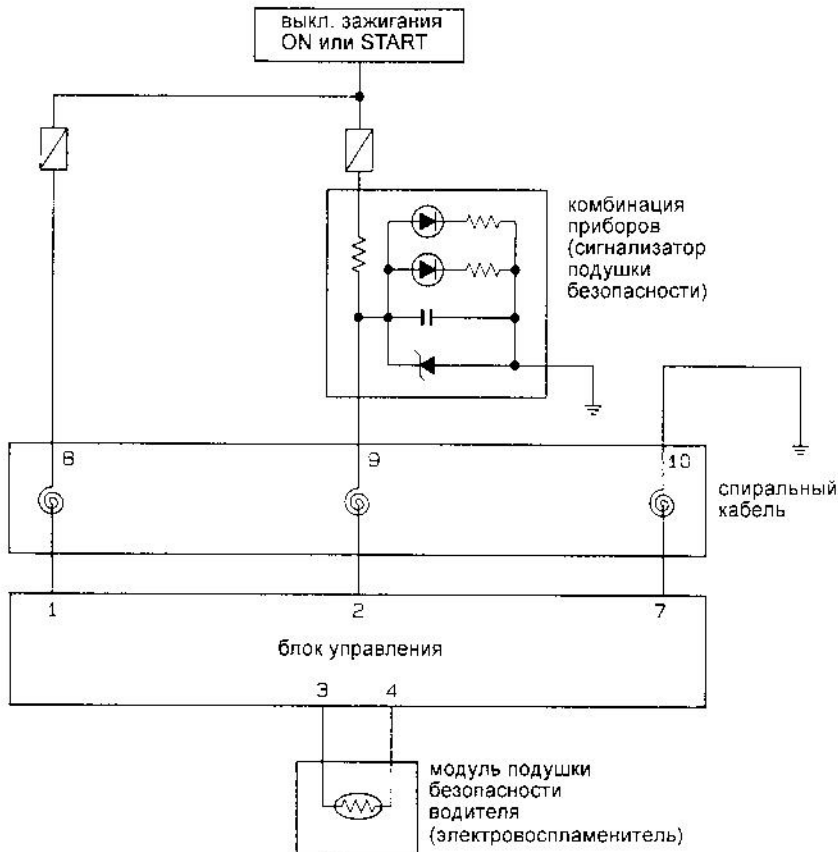 выкл. зажигания
ON или START
комбинация
приборов
(сигнализатор
подушки
безопасности)
8
9
10
спиральный
кабель
1
2
7
блок управления
3
4
модуль подушки
безопасности
водителя
(электровоспламенитель)